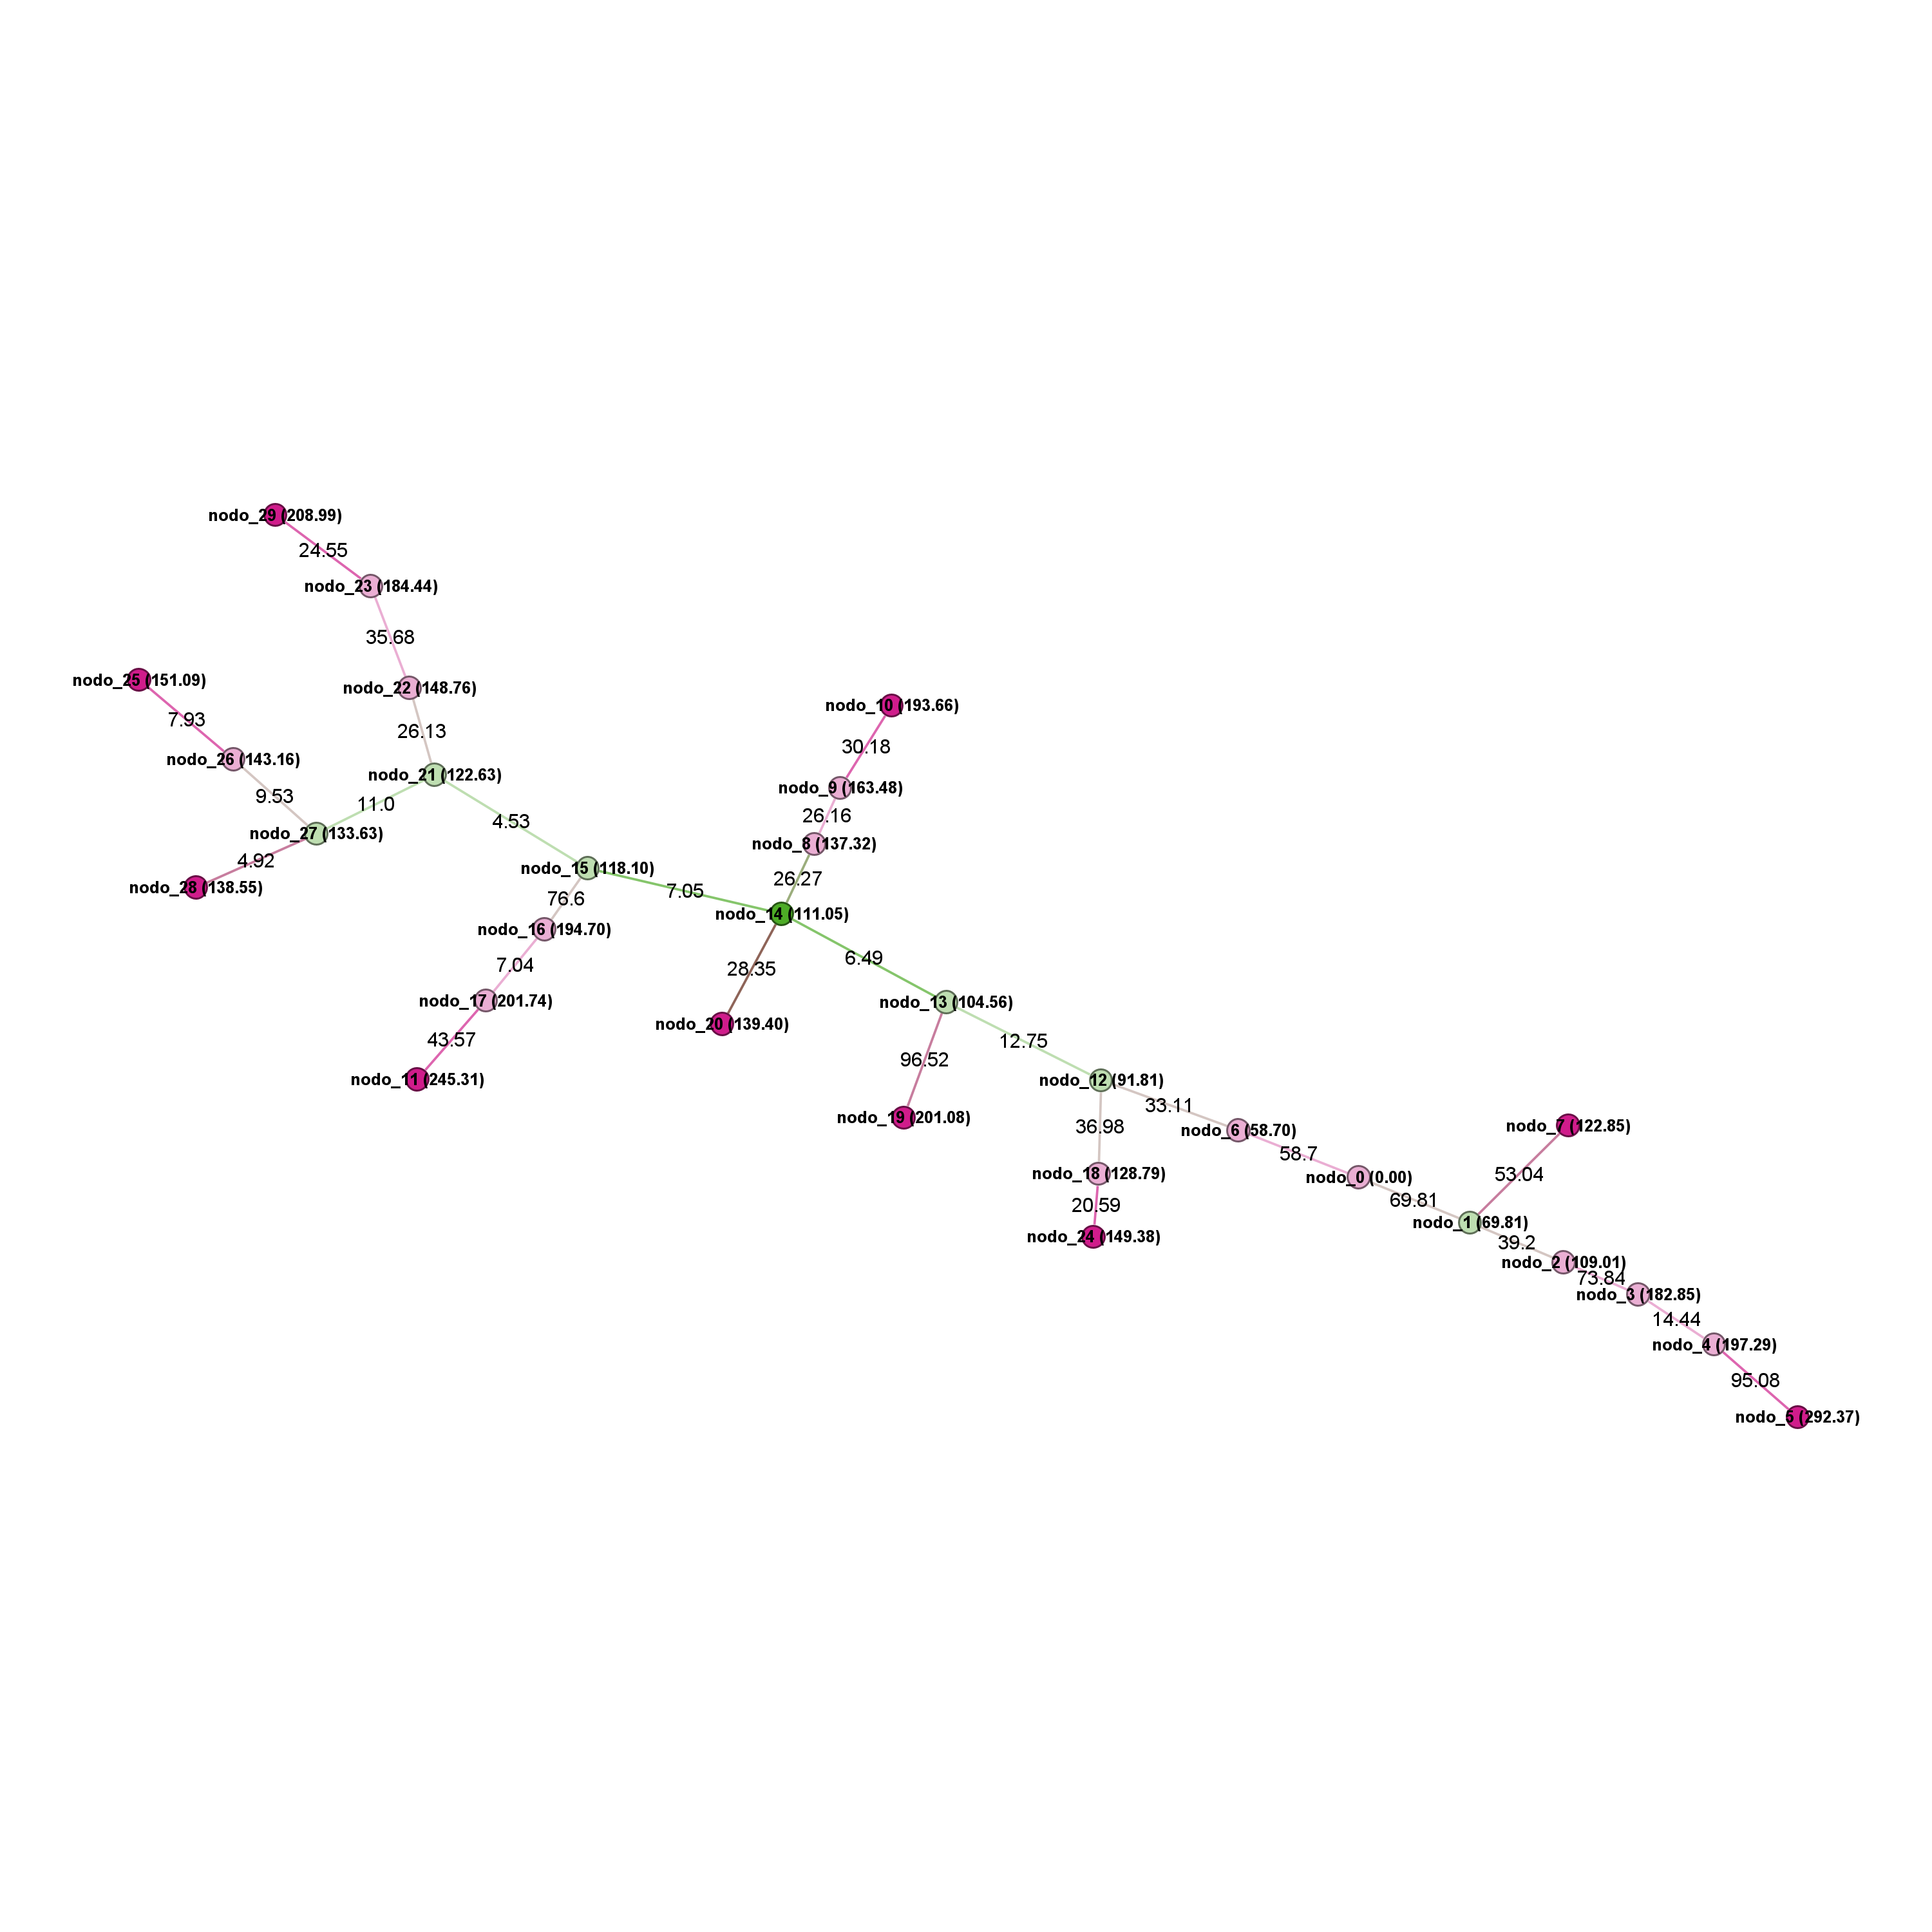 nodo_29 (208.99)
24.55
nodo_23 (184.44)
35.68
nodo_25 (151.09)
nodo_22 (148.76)
nodo_10 (193.66)
7.93
26.13
30.18
nodo_26 (143.16)
nodo_21 (122.63)
nodo_9 (163.48)
9.53
11.0
26.16
4.53
nodo_27 (133.63)
nodo_8 (137.32)
4.92
nodo_15 (118.10)
26.27
nodo_28 (138.55)
7.05
76.6
nodo_14 (111.05)
nodo_16 (194.70)
6.49
7.04
28.35
nodo_17 (201.74)
nodo_13 (104.56)
nodo_20 (139.40)
43.57
12.75
96.52
nodo_11 (245.31)
nodo_12 (91.81)
33.11
nodo_19 (201.08)
36.98
nodo_7 (122.85)
nodo_6 (58.70)
58.7
nodo_18 (128.79)
53.04
nodo_0 (0.00)
69.81
20.59
nodo_1 (69.81)
nodo_24 (149.38)
39.2
nodo_2 (109.01)
73.84
nodo_3 (182.85)
14.44
nodo_4 (197.29)
95.08
nodo_5 (292.37)